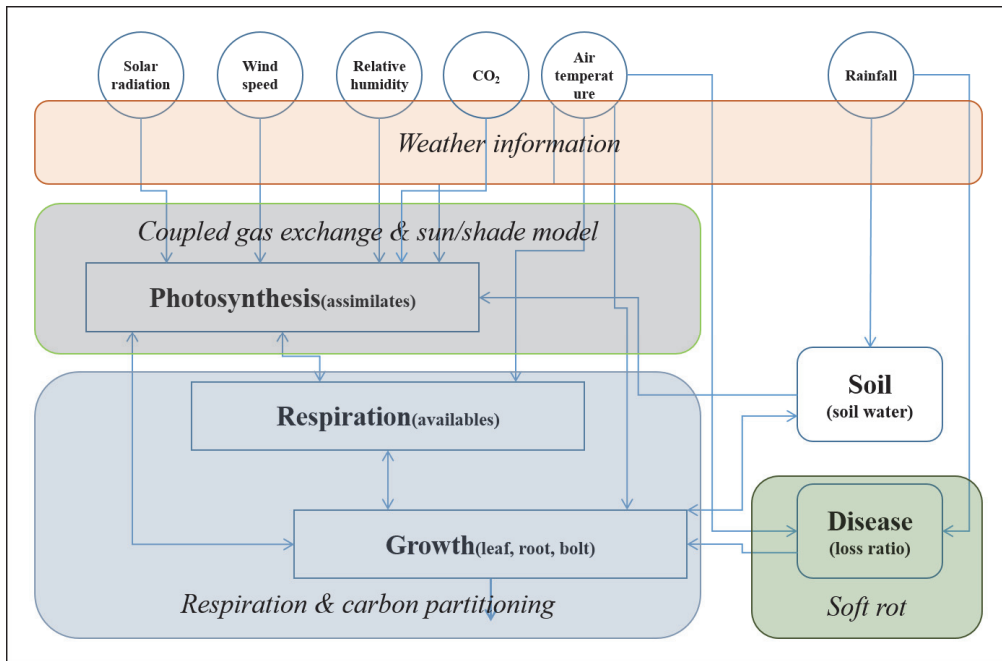 Solar
radiation
Wind
speed
Relative
humidity
CO₂
Air
temperat
ure
Rainfall
Weather information
Coupled gas exchange & sun/shade model
Photosynthesis(assimilates)
Respiration(availables)
Soil
(soil water)
Growth(leaf, root, bolt)
Disease
(loss ratio)
Respiration & carbon partitioning
Soft rot